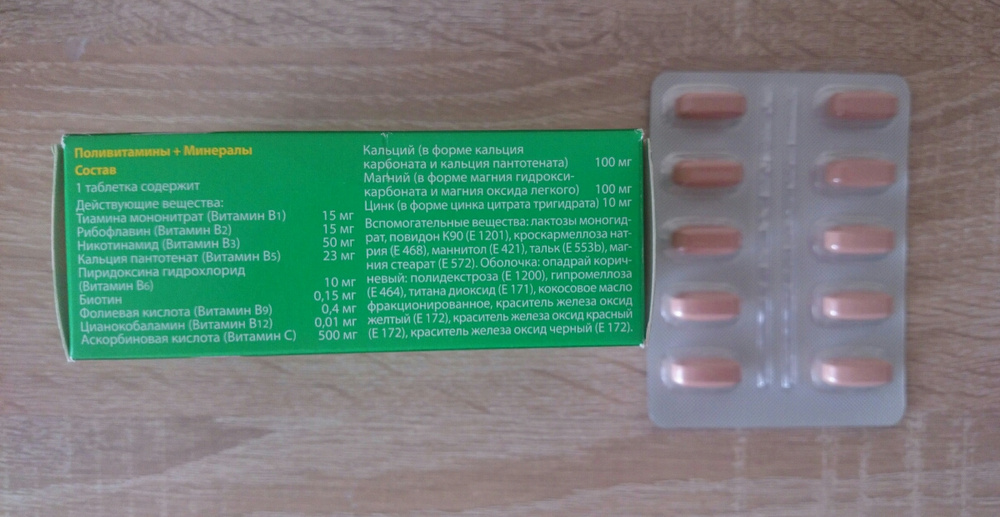 Поливитамины + Минералы
Состав
1 таблетка содержит
Действующие вещества:
Тиамина мононитрат (Витамин B1) 15 мг
Рибофлавин (Витамин B2) 15 мг
Никотинамид (Витамин B3) 50 мг
Кальция пантотенат (Витамин B5) 23 мг
Пиридоксина гидрохлорид
(Витамин B6) 10 мг
Биотин 0,15 мг
Фолиевая кислота (Витамин B9) 0,4 мг
Цианокобаламин (Витамин B12) 0,01 мг
Аскорбиновая кислота (Витамин C) 500 мг
Кальций (в форме кальция
карбоната и кальция пантотената) 100 мг
Магний (в форме магния гидрокси-
карбоната и магния оксида легкого) 100 мг
Цинк (в форме цинка цитрата тригидрата) 10 мг
Вспомогательные вещества: лактозы моногид-
рат, повидон К90 (Е 1201), кроскармеллоза нат-
рия (Е 468), маннитол (Е 421), тальк (Е 553b), маг-
ния стеарат (Е 572). Оболочка: опадрай корич-
невый: полидекстроза (Е 1200), гипромеллоза
(Е 464), титана диоксид (Е 171), кокосовое масло
фракционированное, краситель железа оксид
желтый (Е 172), краситель железа оксид красный
(Е 172), краситель железа оксид черный (Е 172).